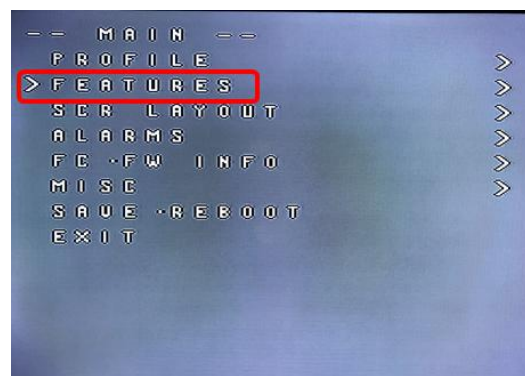 -- MAIN --
PROFILE >
> FEATURES >
SCR LAYOUT >
ALARMS >
FC·FW INFO >
MISC >
SAVE·REBOOT
EXIT